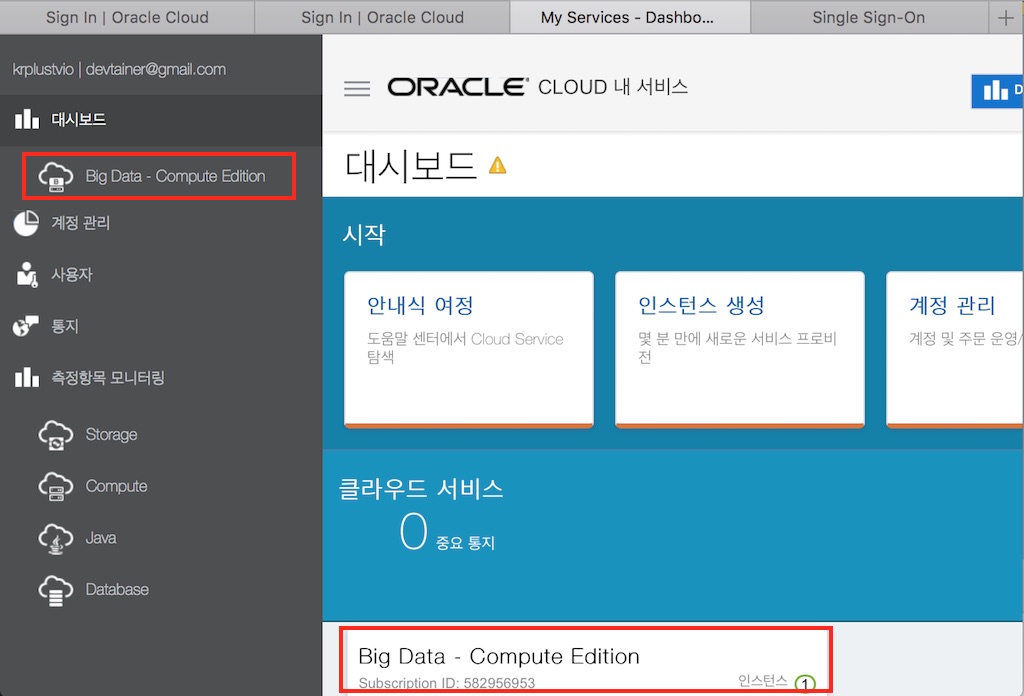 Sign In | Oracle Cloud
Sign In | Oracle Cloud
My Services - Dashbo...
Single Sign-On
krplustvio | devtainer@gmail.com
대시보드
Big Data - Compute Edition
계정 관리
사용자
통지
측정항목 모니터링
Storage
Compute
Java
Database
ORACLE CLOUD 내 서비스
D
대시보드
시작
안내식 여정
도움말 센터에서 Cloud Service
탐색
인스턴스 생성
몇 분 만에 새로운 서비스 프로비
전
계정 관리
계정 및 주문 운영/
클라우드 서비스
0 중요 통지
Big Data - Compute Edition
Subscription ID: 582956953
인스턴스 1